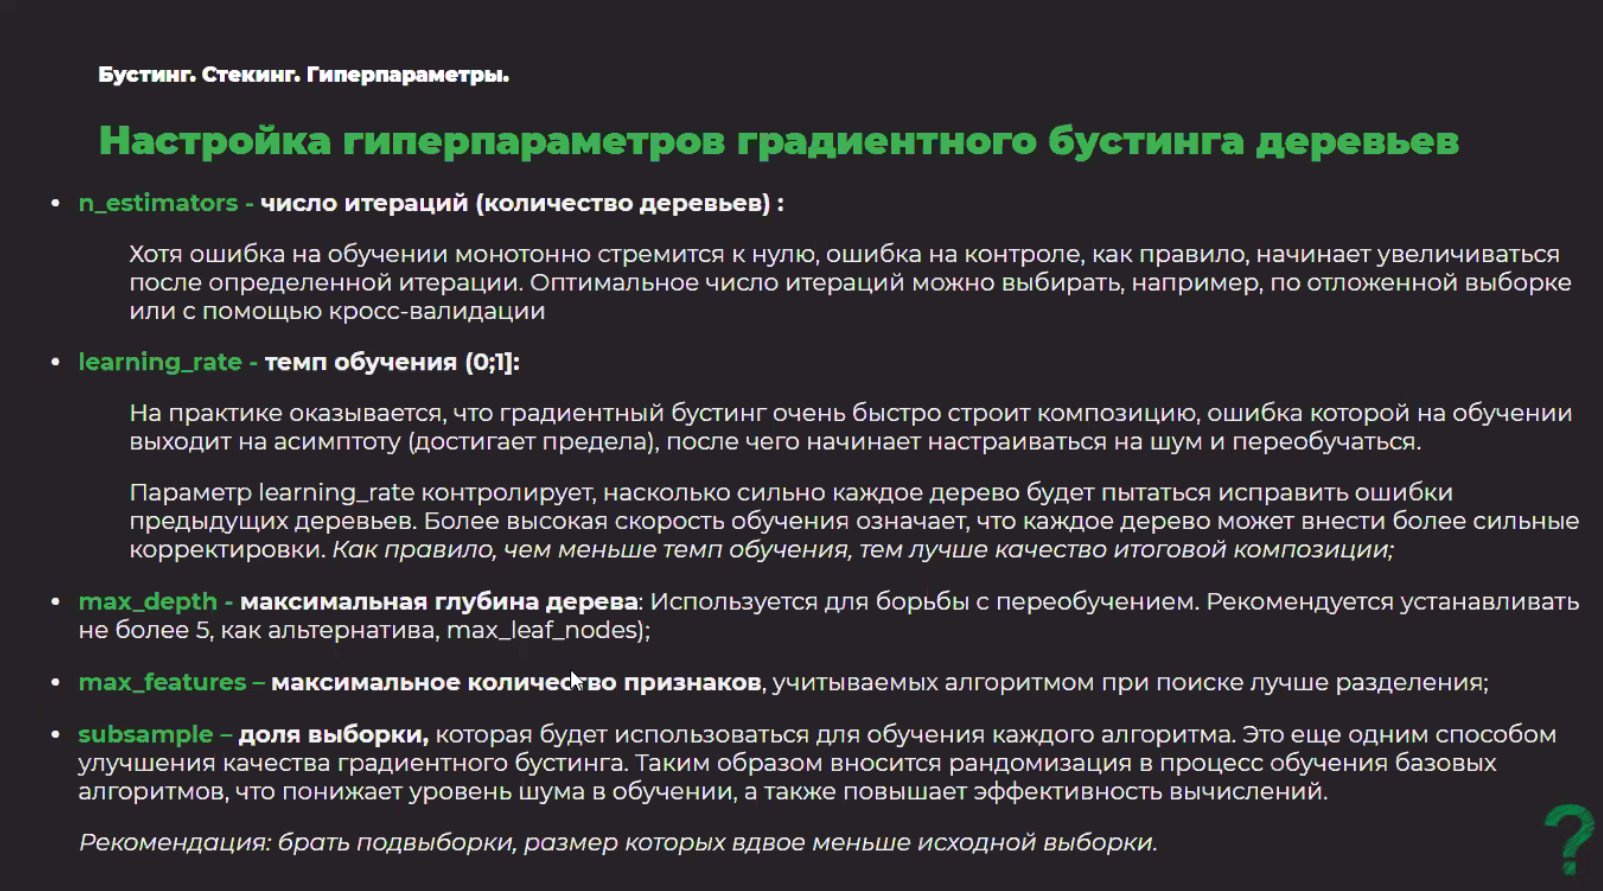 Бустинг. Стекинг. Гиперпараметры.
Настройка гиперпараметров градиентного бустинга деревьев
• n_estimators - число итераций (количество деревьев) :
Хотя ошибка на обучении монотонно стремится к нулю, ошибка на контроле, как правило, начинает увеличиваться
после определенной итерации. Оптимальное число итераций можно выбирать, например, по отложенной выборке
или с помощью кросс-валидации
• learning_rate - темп обучения (0;1]:
На практике оказывается, что градиентный бустинг очень быстро строит композицию, ошибка которой на обучении
выходит на асимптоту (достигает предела), после чего начинает настраиваться на шум и переобучаться.
Параметр learning_rate контролирует, насколько сильно каждое дерево будет пытаться исправить ошибки
предыдущих деревьев. Более высокая скорость обучения означает, что каждое дерево может внести более сильные
корректировки. Как правило, чем меньше темп обучения, тем лучше качество итоговой композиции;
• max_depth - максимальная глубина дерева: Используется для борьбы с переобучением. Рекомендуется устанавливать
не более 5, как альтернатива, max_leaf_nodes);
• max_features – максимальное количество признаков, учитываемых алгоритмом при поиске лучше разделения;
• subsample – доля выборки, которая будет использоваться для обучения каждого алгоритма. Это еще одним способом
улучшения качества градиентного бустинга. Таким образом вносится рандомизация в процесс обучения базовых
алгоритмов, что понижает уровень шума в обучении, а также повышает эффективность вычислений.
Рекомендация: брать подвыборки, размер которых вдвое меньше исходной выборки.
?